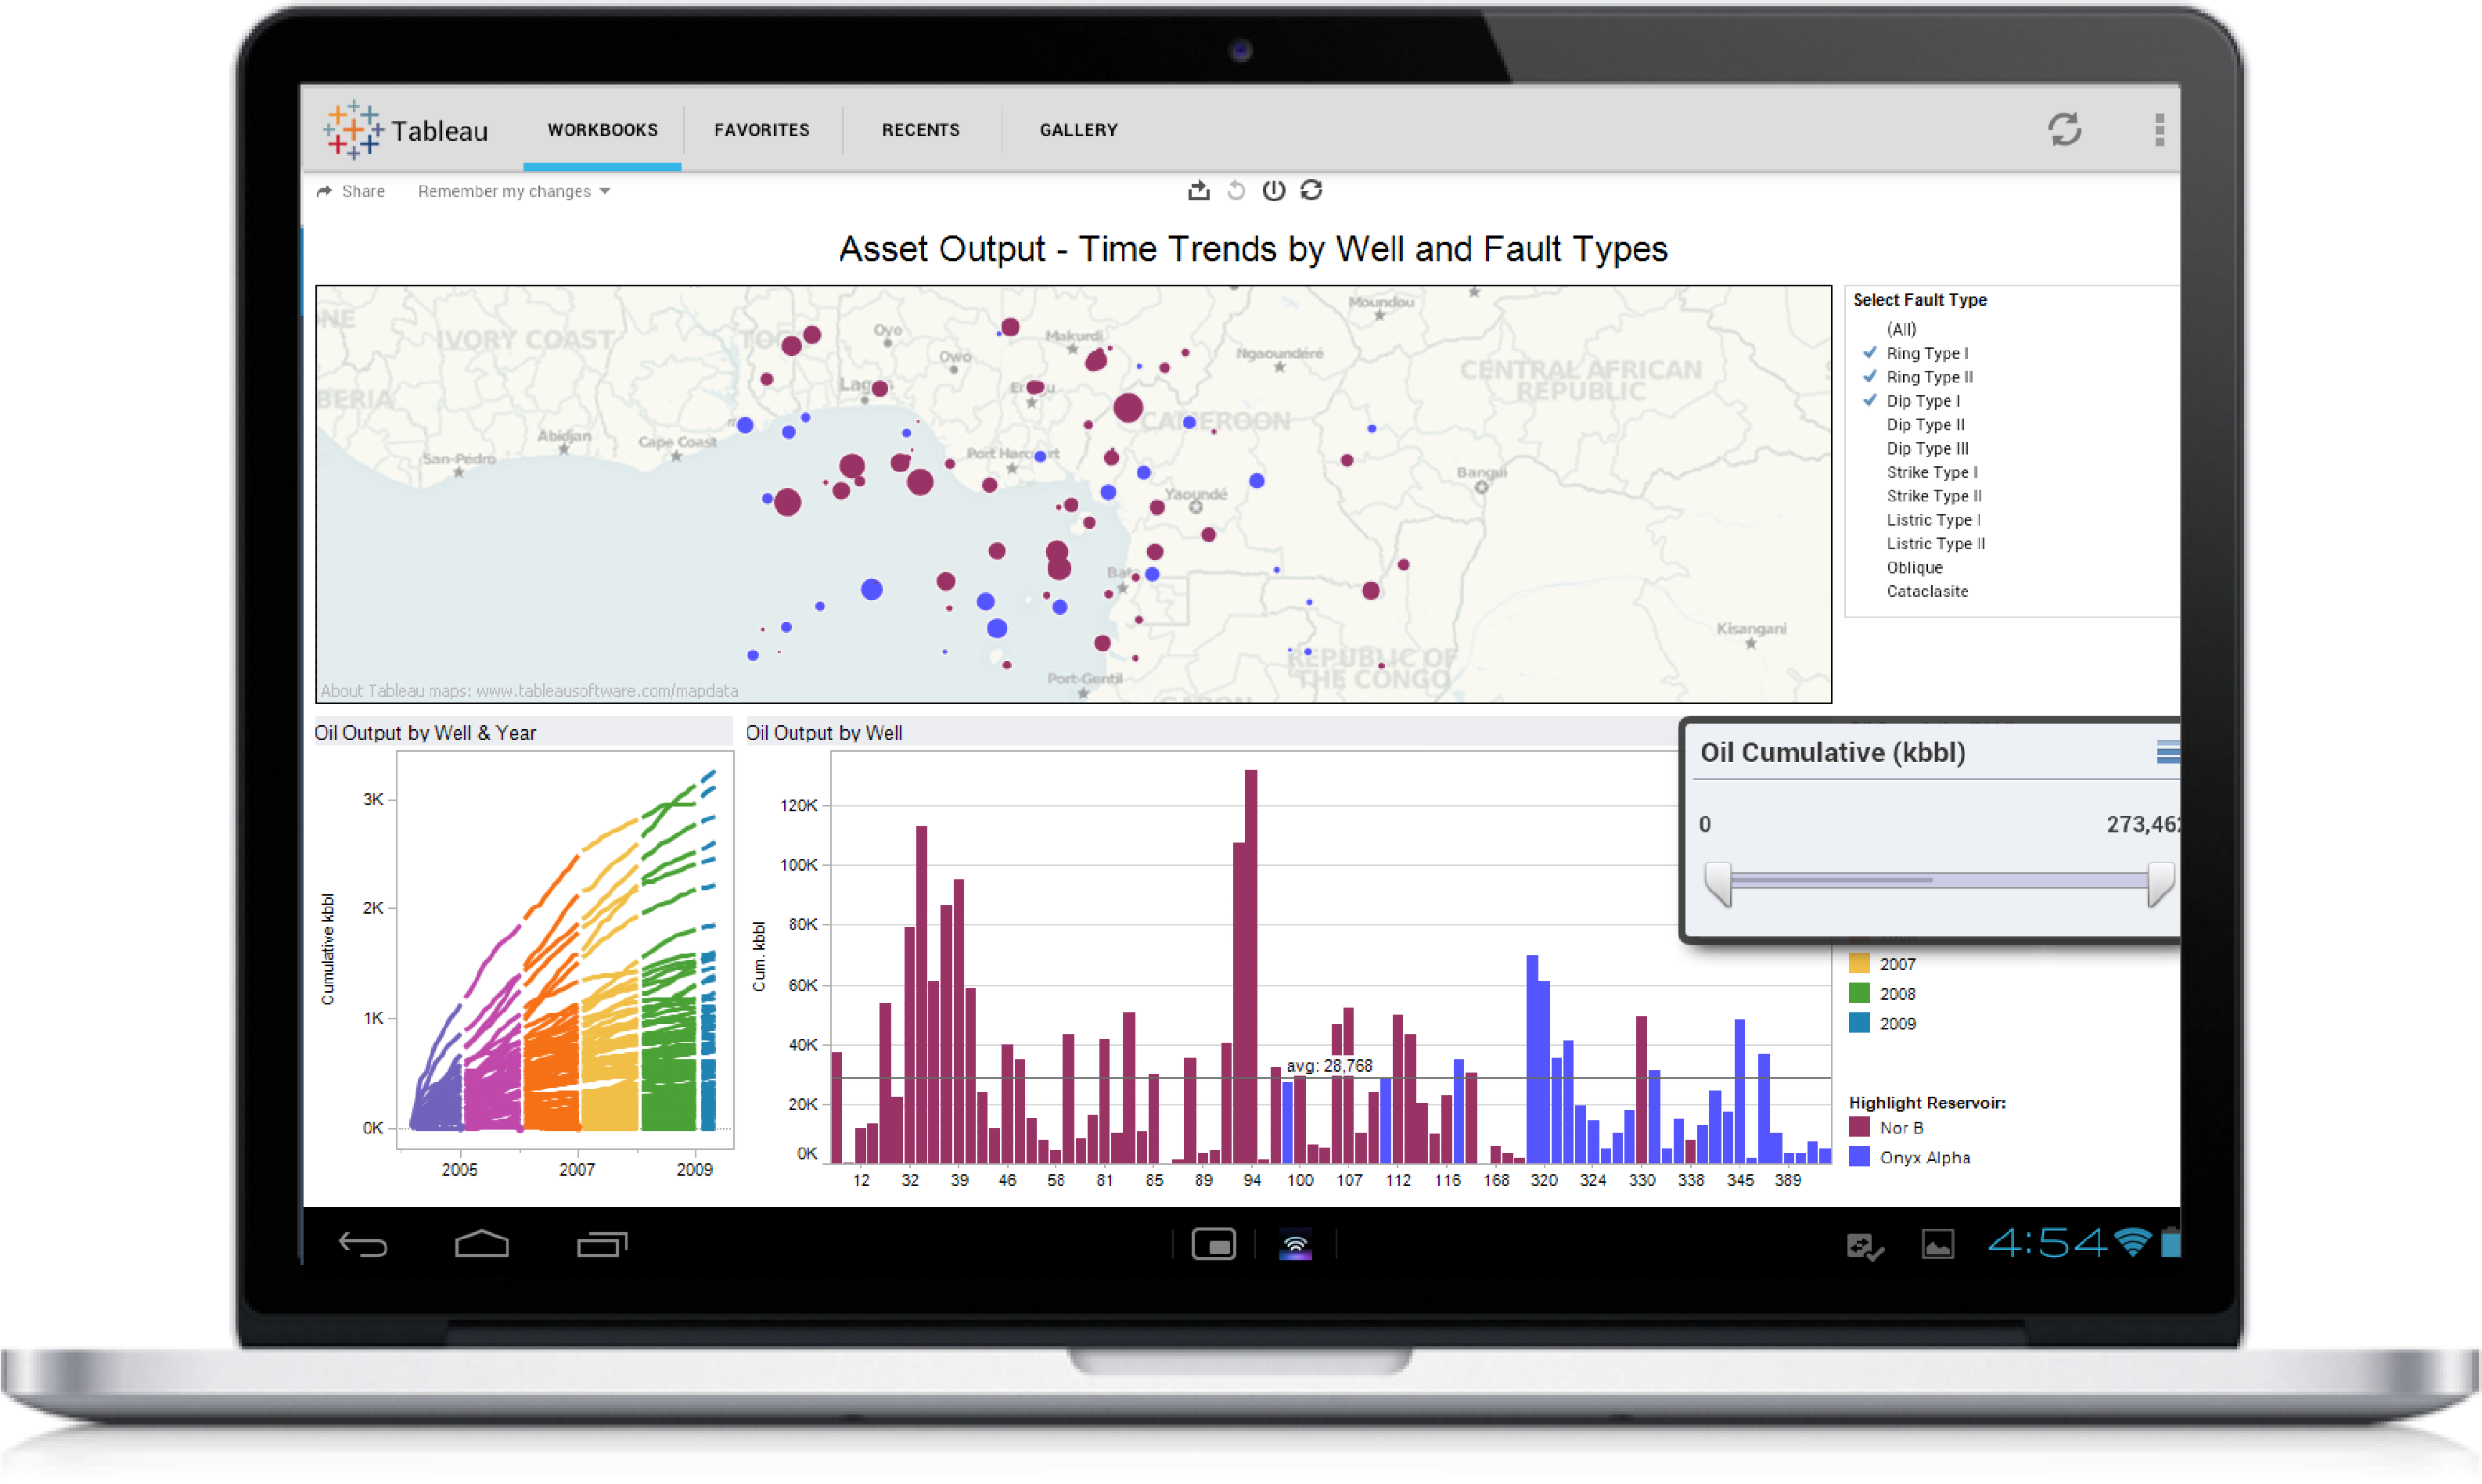 Tableau
WORKBOOKS
FAVORITES
RECENTS
GALLERY
Share
Remember my changes
Asset Output - Time Trends by Well and Fault Types
IVORY COAST
Oyo
Owo
Makurdi
Moundou
Ngaoundéré
CENTRAL AFRICAN
REPUBLIC
CAMEROON
Abidjan
Cape Coast
San-Pédro
Port Harcourt
Yaoundé
Bangui
Kisangani
REPUBLIC OF
THE CONGO
Port-Gentil
About Tableau maps: www.tableausoftware.com/mapdata
Select Fault Type
(All)
Ring Type I
Ring Type II
Dip Type I
Dip Type II
Dip Type III
Strike Type I
Strike Type II
Listric Type I
Listric Type II
Oblique
Cataclasite
Oil Output by Well & Year
Cumulative kbbl
3K
2K
1K
0K
2005 2007 2009
Oil Output by Well
Cum. kbbl
120K
100K
80K
60K
40K
20K
0K
avg: 28,768
12 32 39 46 58 81 85 89 94 100 107 112 116 168 320 324 330 338 345 389
Oil Cumulative (kbbl)
0
273,462
2007
2008
2009
Highlight Reservoir:
Nor B
Onyx Alpha
4:54